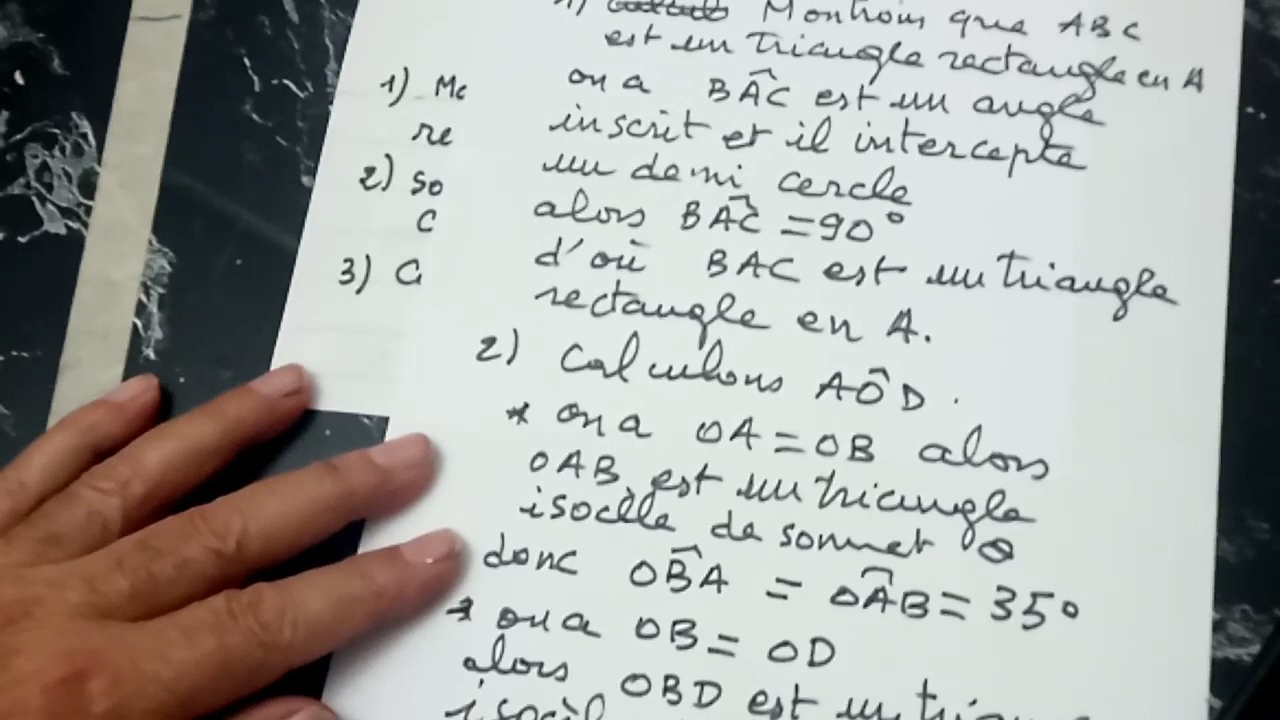 1) Montrons que ABC
est un triangle rectangle en A
on a BÂC est un angle
inscrit et il intercepte
un demi cercle
alors BÂC = 90°
d'où BAC est un triangle
rectangle en A.
2) Calculons AÔD.
* on a OA = OB alors
OAB est un triangle
isocèle de sommet O
donc OB̂A = OÂB = 35°
* on a OB = OD
alors OBD est un
1) Me
re
2) So
C
3) C